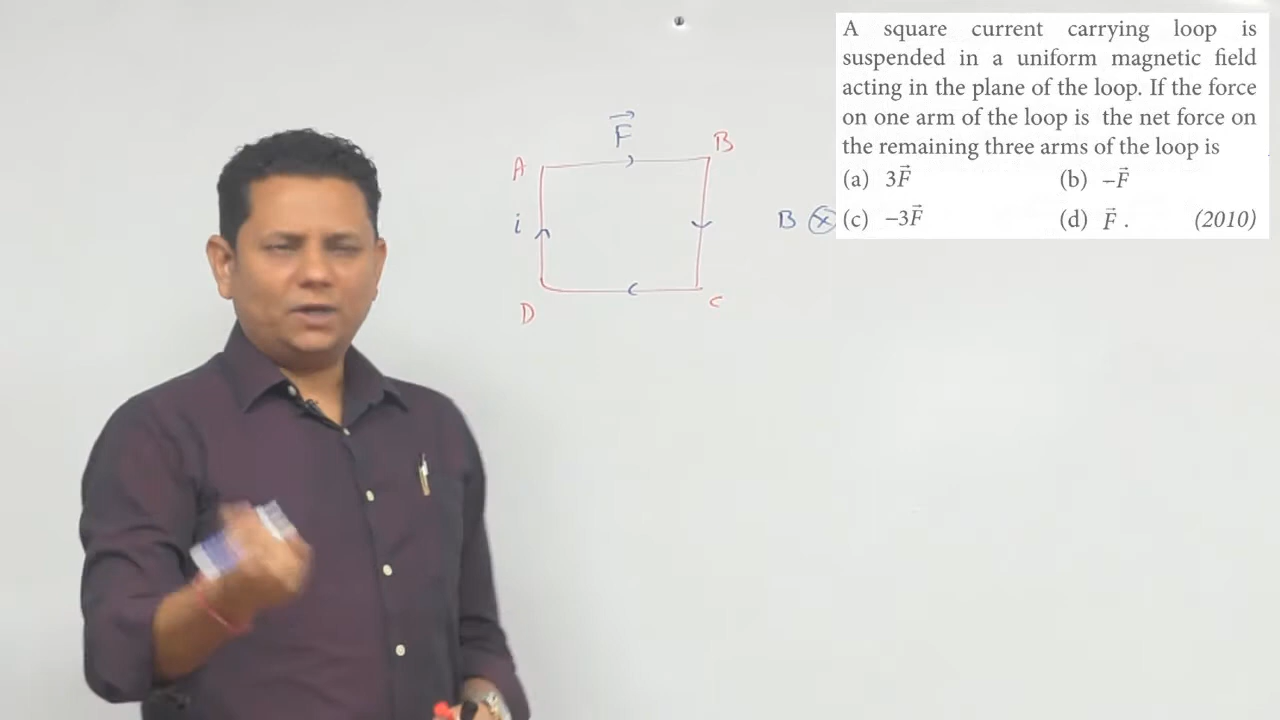 A square current carrying loop is
suspended in a uniform magnetic field
acting in the plane of the loop. If the force
on one arm of the loop is the net force on
the remaining three arms of the loop is
(a) 3F⃗ (b) −F⃗
(c) −3F⃗ (d) F⃗ . (2010)
F⃗
A B
i B ⊗
D C